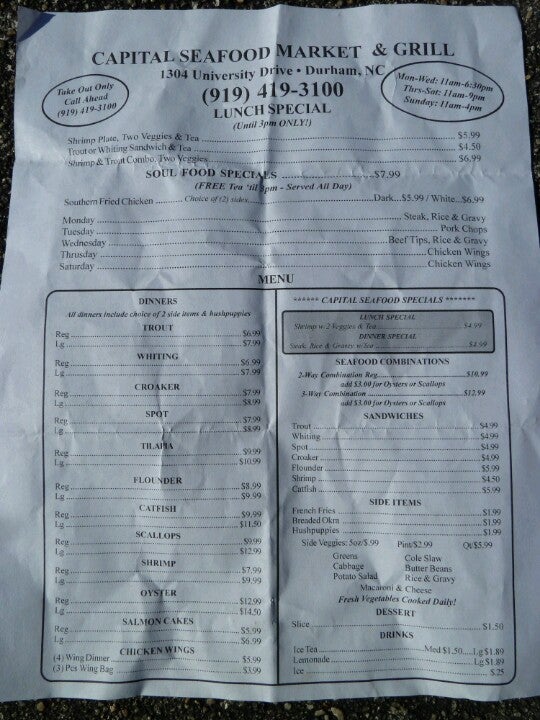 CAPITAL SEAFOOD MARKET & GRILL
1304 University Drive • Durham, NC
(919) 419-3100
Take Out Only
Call Ahead
(919) 419-3100
Mon-Wed: 11am-6:30pm
Thrs-Sat: 11am-9pm
Sunday: 11am-4pm
LUNCH SPECIAL
(Until 3pm ONLY!)
Shrimp Plate, Two Veggies & Tea $5.99
Trout or Whiting Sandwich & Tea $4.50
Shrimp & Trout Combo, Two Veggies $6.99
SOUL FOOD SPECIALS $7.99
(FREE Tea 'til 3pm - Served All Day)
Southern Fried Chicken Choice of (2) sides Dark...$5.99 / White...$6.99
Monday Steak, Rice & Gravy
Tuesday Pork Chops
Wednesday Beef Tips, Rice & Gravy
Thrusday Chicken Wings
Saturday Chicken Wings
MENU
DINNERS
All dinners include choice of 2 side items & hushpuppies
TROUT
Reg $6.99
Lg $7.99
WHITING
Reg $6.99
Lg $7.99
CROAKER
Reg $7.99
Lg $8.99
SPOT
Reg $7.99
Lg $8.99
TILAPIA
Reg $9.99
Lg $10.99
FLOUNDER
Reg $8.99
Lg $9.99
CATFISH
Reg $9.99
Lg $11.50
SCALLOPS
Reg $9.99
Lg $12.99
SHRIMP
Reg $7.99
Lg $9.99
OYSTER
Reg $12.99
Lg $14.50
SALMON CAKES
Reg $5.99
Lg $6.99
CHICKEN WINGS
(4) Wing Dinner $5.99
(3) Pcs Wing Bag $3.99
****** CAPITAL SEAFOOD SPECIALS *******
LUNCH SPECIAL
Shrimp w/2 Veggies & Tea $4.99
DINNER SPECIAL
Steak, Rice & Gravey w/tea $4.99
SEAFOOD COMBINATIONS
2-Way Combination Reg $10.99
add $3.00 for Oysters or Scallops
3-Way Combination $12.99
add $3.00 for Oysters or Scallops
SANDWICHES
Trout $4.99
Whiting $4.99
Spot $4.99
Croaker $4.99
Flounder $5.99
Shrimp $4.50
Catfish $5.99
SIDE ITEMS
French Fries $1.99
Breaded Okra $1.99
Hushpuppies $1.99
Side Veggies: 5oz/$.99 Pint/$2.99 Qt/$5.99
Greens Cole Slaw
Cabbage Butter Beans
Potato Salad Rice & Gravy
Macaroni & Cheese
Fresh Vegetables Cooked Daily!
DESSERT
Slice $1.50
DRINKS
Ice Tea Med $1.50.....Lg $1.89
Lemonade Lg $1.89
Ice $.25